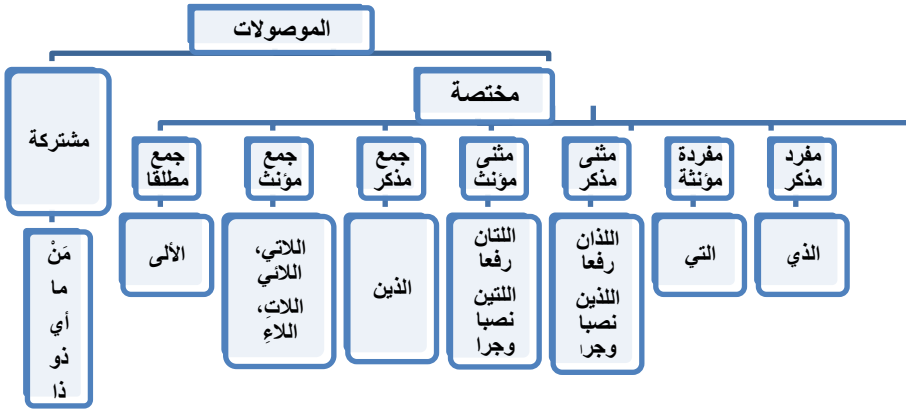 الموصولات
مختصة
مشتركة
مفرد
مذكر
مفردة
مؤنثة
مثنى
مذكر
مثنى
مؤنث
جمع
مذكر
جمع
مؤنث
جمع
مطلقا
الذي
التي
اللذان
رفعا
اللذين
نصبا
وجرا
اللتان
رفعا
اللتين
نصبا
وجرا
الذين
اللاتي،
اللائي
اللاتِ،
اللاءِ
الألى
مَنْ
ما
أي
ذو
ذا